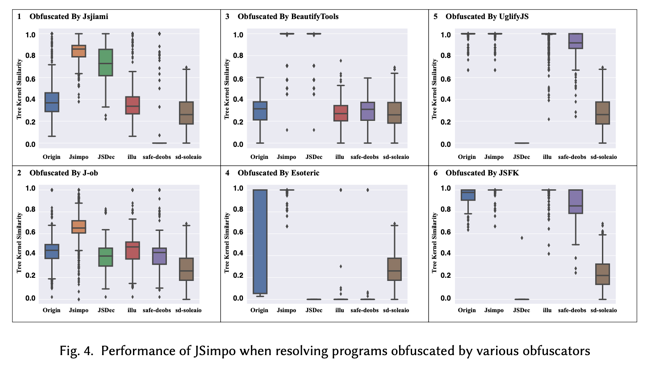 1 Obfuscated By Jsjiami
Tree Kernel Similarity
1.0
0.8
0.6
0.4
0.2
0.0
Origin Jsimpo JSDec illu safe-deobs sd-soleaio
3 Obfuscated By BeautifyTools
Tree Kernel Similarity
1.0
0.8
0.6
0.4
0.2
0.0
Origin Jsimpo JSDec illu safe-deobs sd-soleaio
5 Obfuscated By UglifyJS
Tree Kernel Similarity
1.0
0.8
0.6
0.4
0.2
0.0
Origin Jsimpo JSDec illu safe-deobs sd-soleaio
2 Obfuscated By J-ob
Tree Kernel Similarity
1.0
0.8
0.6
0.4
0.2
0.0
Origin Jsimpo JSDec illu safe-deobs sd-soleaio
4 Obfuscated By Esoteric
Tree Kernel Similarity
1.0
0.8
0.6
0.4
0.2
0.0
Origin Jsimpo JSDec illu safe-deobs sd-soleaio
6 Obfuscated By JSFK
Tree Kernel Similarity
1.0
0.8
0.6
0.4
0.2
0.0
Origin Jsimpo JSDec illu safe-deobs sd-soleaio
Fig. 4. Performance of JSimpo when resolving programs obfuscated by various obfuscators